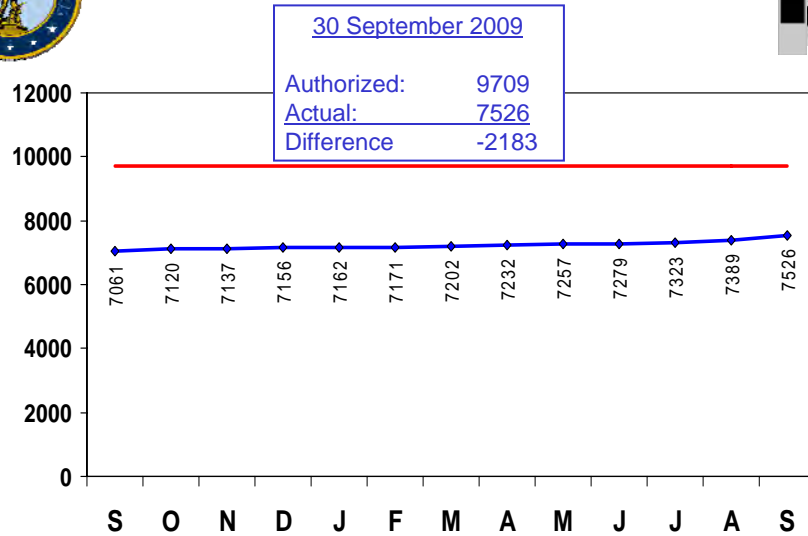 30 September 2009
Authorized: 9709
Actual: 7526
Difference -2183
12000
10000
8000
6000
4000
2000
0
7061 7120 7137 7156 7162 7171 7202 7232 7257 7279 7323 7389 7526
S O N D J F M A M J J A S